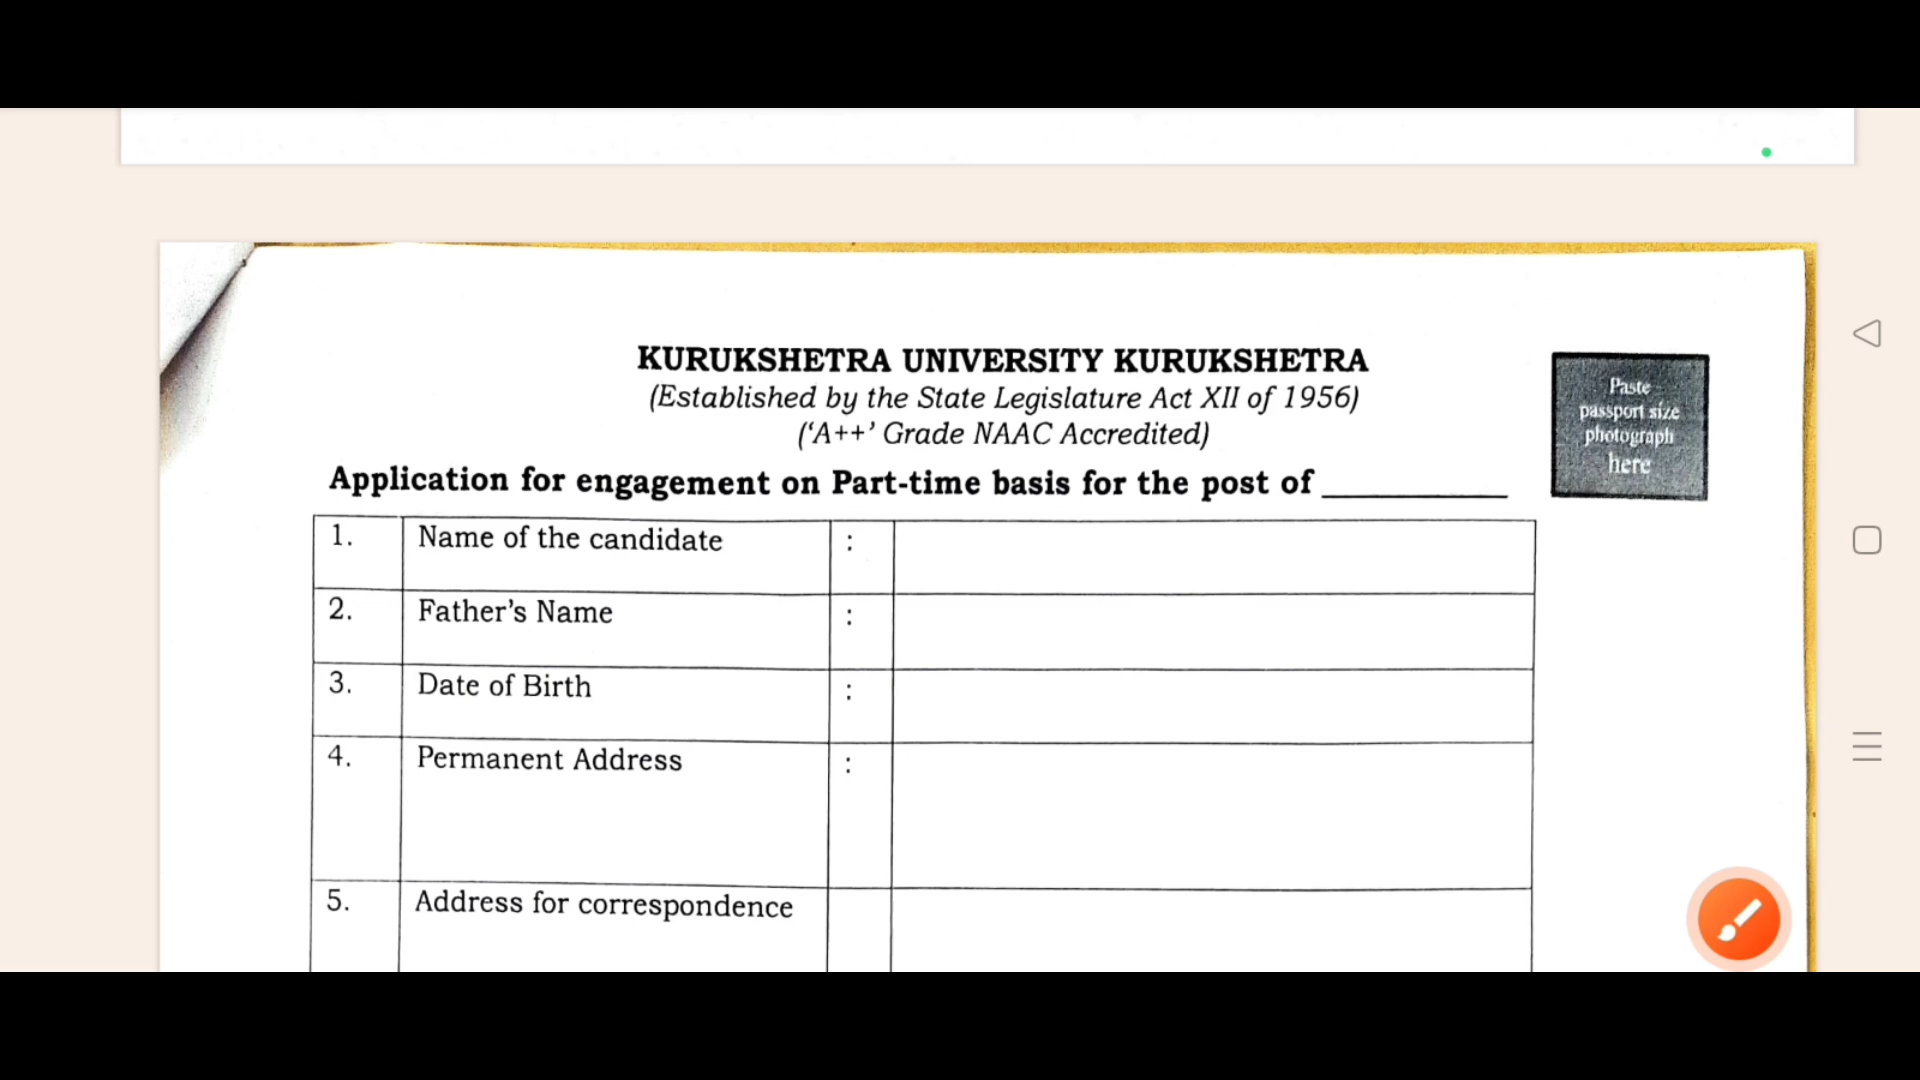 KURUKSHETRA UNIVERSITY KURUKSHETRA
(Established by the State Legislature Act XII of 1956)
('A++' Grade NAAC Accredited)
Paste
passport size
photograph
here
Application for engagement on Part-time basis for the post of __________
1. Name of the candidate :
2. Father's Name :
3. Date of Birth :
4. Permanent Address :
5. Address for correspondence